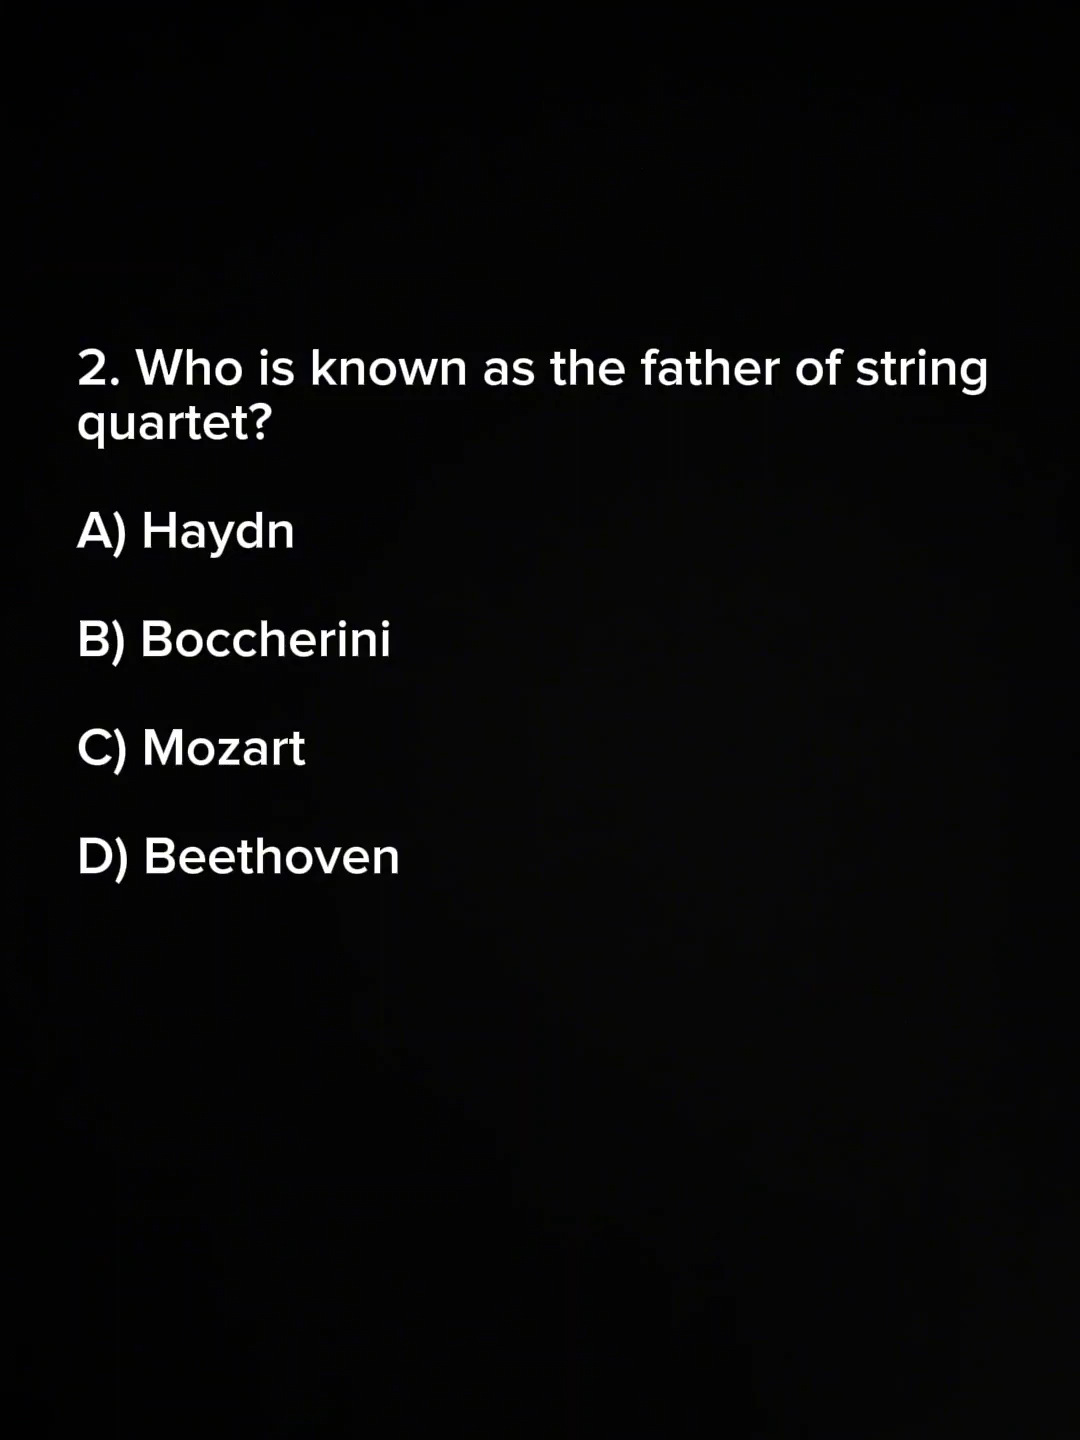 2. Who is known as the father of string
quartet?
A) Haydn
B) Boccherini
C) Mozart
D) Beethoven